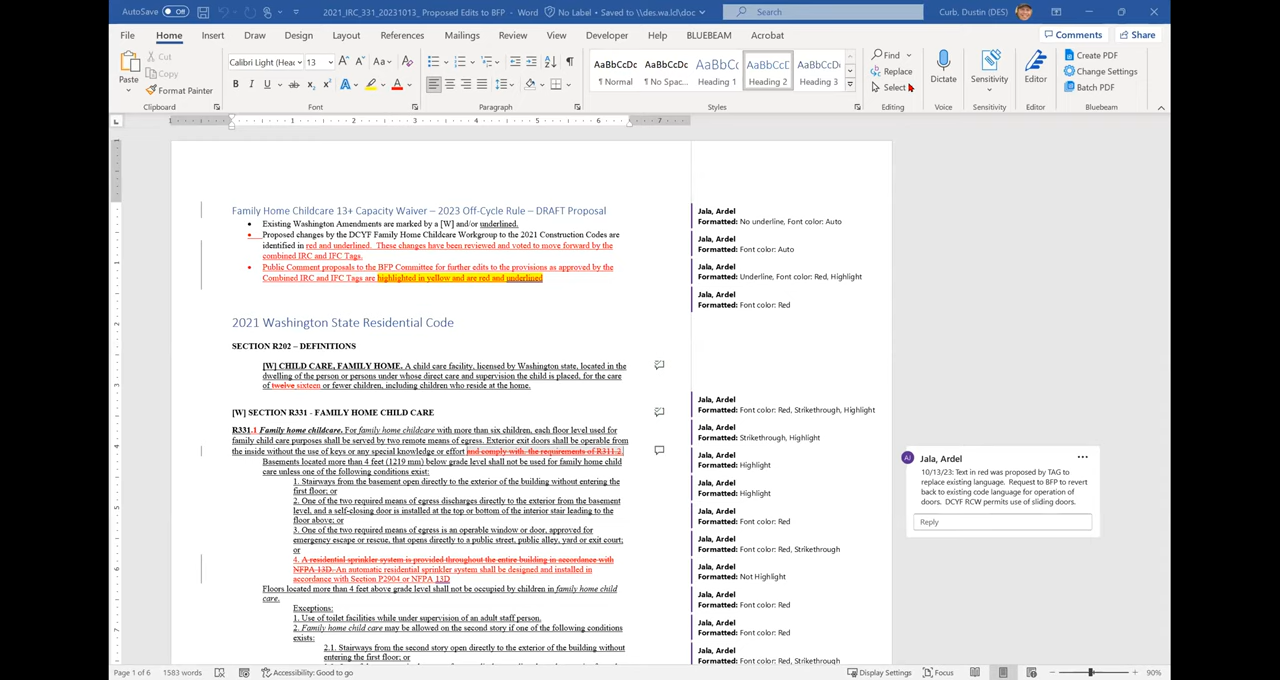 AutoSave Off 2021_IRC_331_20231013_ Proposed Edits to BFP - Word No Label • Saved to \\des.wa.lcl\doc Search Curb, Dustin (DES)
File Home Insert Draw Design Layout References Mailings Review View Developer Help BLUEBEAM Acrobat Comments Share
Paste Cut Copy Format Painter Clipboard
Calibri Light (Hea 13 Font
Paragraph
AaBbCc ¶ Normal AaBbCc ¶ No Spac... AaBbCc Heading 1 AaBbCcD Heading 2 AaBbCcD Heading 3 Styles
Find Replace Select Editing
Dictate Voice Sensitivity Sensitivity Editor Editor
Create PDF Change Settings Batch PDF Bluebeam
Family Home Childcare 13+ Capacity Waiver – 2023 Off-Cycle Rule – DRAFT Proposal
• Existing Washington Amendments are marked by a [W] and/or underlined.
• Proposed changes by the DCYF Family Home Childcare Workgroup to the 2021 Construction Codes are
identified in red and underlined. These changes have been reviewed and voted to move forward by the
combined IRC and IFC Tags.
• Public Comment proposals to the BFP Committee for further edits to the provisions as approved by the
Combined IRC and IFC Tags are highlighted in yellow and are red and underlined
2021 Washington State Residential Code
SECTION R202 – DEFINITIONS
[W] CHILD CARE, FAMILY HOME. A child care facility, licensed by Washington state, located in the
dwelling of the person or persons under whose direct care and supervision the child is placed, for the care
of twelve sixteen or fewer children, including children who reside at the home.
[W] SECTION R331 - FAMILY HOME CHILD CARE
R331.1 Family home childcare. For family home childcare with more than six children, each floor level used for
family child care purposes shall be served by two remote means of egress. Exterior exit doors shall be operable from
the inside without the use of keys or any special knowledge or effort and comply with. the requirements of R311.2.
Basements located more than 4 feet (1219 mm) below grade level shall not be used for family home child
care unless one of the following conditions exist:
1. Stairways from the basement open directly to the exterior of the building without entering the
first floor; or
2. One of the two required means of egress discharges directly to the exterior from the basement
level, and a self-closing door is installed at the top or bottom of the interior stair leading to the
floor above; or
3. One of the two required means of egress is an operable window or door, approved for
emergency escape or rescue, that opens directly to a public street, public alley, yard or exit court;
or
4. A residential sprinkler system is provided throughout the entire building in accordance with
NFPA 13D. An automatic residential sprinkler system shall be designed and installed in
accordance with Section P2904 or NFPA 13D
Floors located more than 4 feet above grade level shall not be occupied by children in family home child
care.
Exceptions:
1. Use of toilet facilities while under supervision of an adult staff person.
2. Family home child care may be allowed on the second story if one of the following conditions
exists:
2.1. Stairways from the second story open directly to the exterior of the building without
entering the first floor; or
Jala, Ardel
Formatted: No underline, Font color: Auto
Jala, Ardel
Formatted: Font color: Auto
Jala, Ardel
Formatted: Underline, Font color: Red, Highlight
Jala, Ardel
Formatted: Font color: Red
Jala, Ardel
Formatted: Font color: Red, Strikethrough, Highlight
Jala, Ardel
Formatted: Strikethrough, Highlight
Jala, Ardel
Formatted: Highlight
Jala, Ardel
Formatted: Highlight
Jala, Ardel
Formatted: Font color: Red
Jala, Ardel
Formatted: Font color: Red, Strikethrough
Jala, Ardel
Formatted: Not Highlight
Jala, Ardel
Formatted: Font color: Red
Jala, Ardel
Formatted: Font color: Red
Jala, Ardel
Formatted: Font color: Red, Strikethrough
AJ Jala, Ardel
10/13/23: Text in red was proposed by TAG to
replace existing language. Request to BFP to revert
back to existing code language for operation of
doors. DCYF RCW permits use of sliding doors.
Reply
Page 1 of 6 1583 words Accessibility: Good to go Display Settings Focus 90%